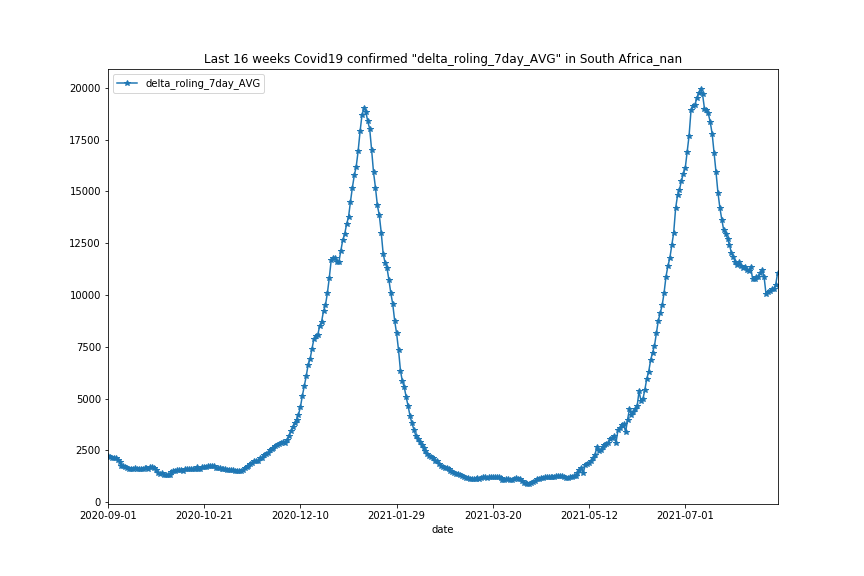 Last 16 weeks Covid19 confirmed "delta_roling_7day_AVG" in South Africa_nan
delta_roling_7day_AVG
20000
17500
15000
12500
10000
7500
5000
2500
0
2020-09-01 2020-10-21 2020-12-10 2021-01-29 2021-03-20 2021-05-12 2021-07-01
date